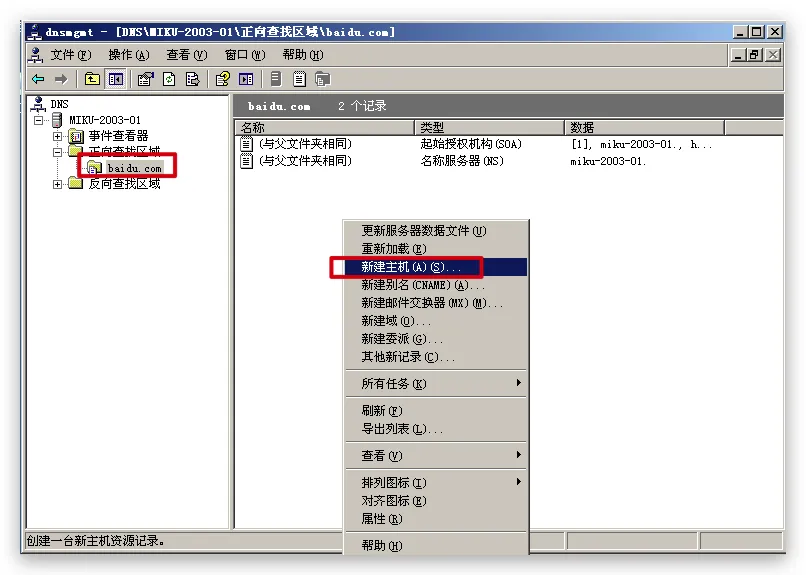 dnsmgmt - [DNS\MIKU-2003-01\正向查找区域\baidu.com]
文件(F) 操作(A) 查看(V) 窗口(W) 帮助(H)
DNS
MIKU-2003-01
事件查看器
正向查找区域
baidu.com
反向查找区域
baidu.com 2 个记录
名称 类型 数据
(与父文件夹相同) 起始授权机构(SOA) [1], miku-2003-01., h...
(与父文件夹相同) 名称服务器(NS) miku-2003-01.
更新服务器数据文件(U)
重新加载(E)
新建主机(A)(S)...
新建别名(CNAME)(A)...
新建邮件交换器(MX)(M)...
新建域(O)...
新建委派(G)...
其他新记录(C)...
所有任务(K)
刷新(F)
导出列表(L)...
查看(V)
排列图标(I)
对齐图标(E)
属性(R)
帮助(H)
创建一台新主机资源记录。